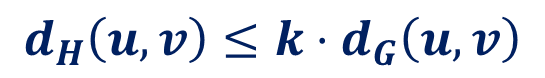 d_H(u, v) ≤ k · d_G(u, v)